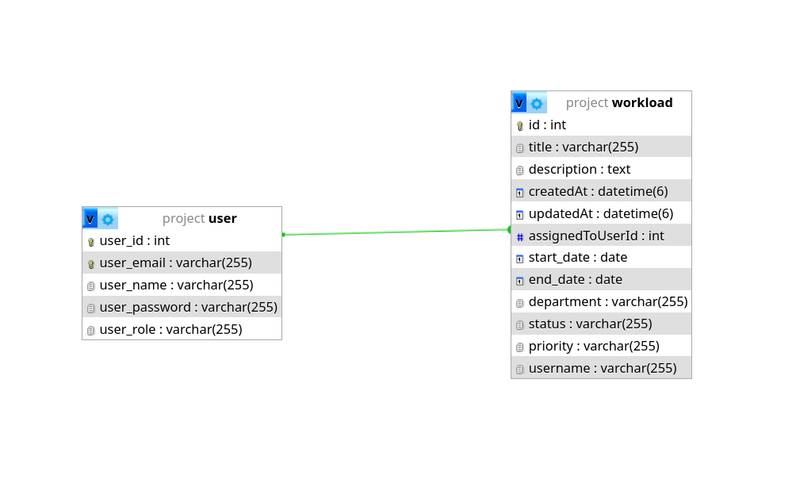 v project user
user_id : int
user_email : varchar(255)
user_name : varchar(255)
user_password : varchar(255)
user_role : varchar(255)
v project workload
id : int
title : varchar(255)
description : text
createdAt : datetime(6)
updatedAt : datetime(6)
# assignedToUserId : int
start_date : date
end_date : date
department : varchar(255)
status : varchar(255)
priority : varchar(255)
username : varchar(255)